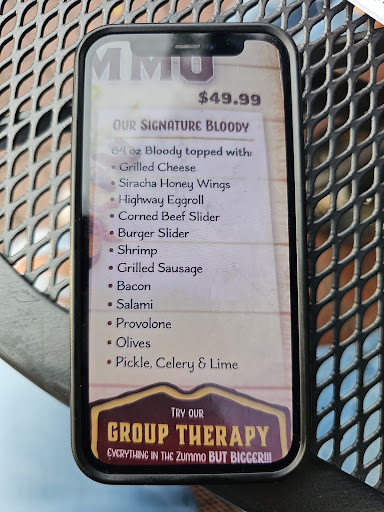 MMO
$49.99
OUR SIGNATURE BLOODY
64 oz Bloody topped with:
• Grilled Cheese
• Siracha Honey Wings
• Highway Eggroll
• Corned Beef Slider
• Burger Slider
• Shrimp
• Grilled Sausage
• Bacon
• Salami
• Provolone
• Olives
• Pickle, Celery & Lime
TRY OUR
GROUP THERAPY
EVERYTHING IN THE ZUMMO BUT BIGGER!!!